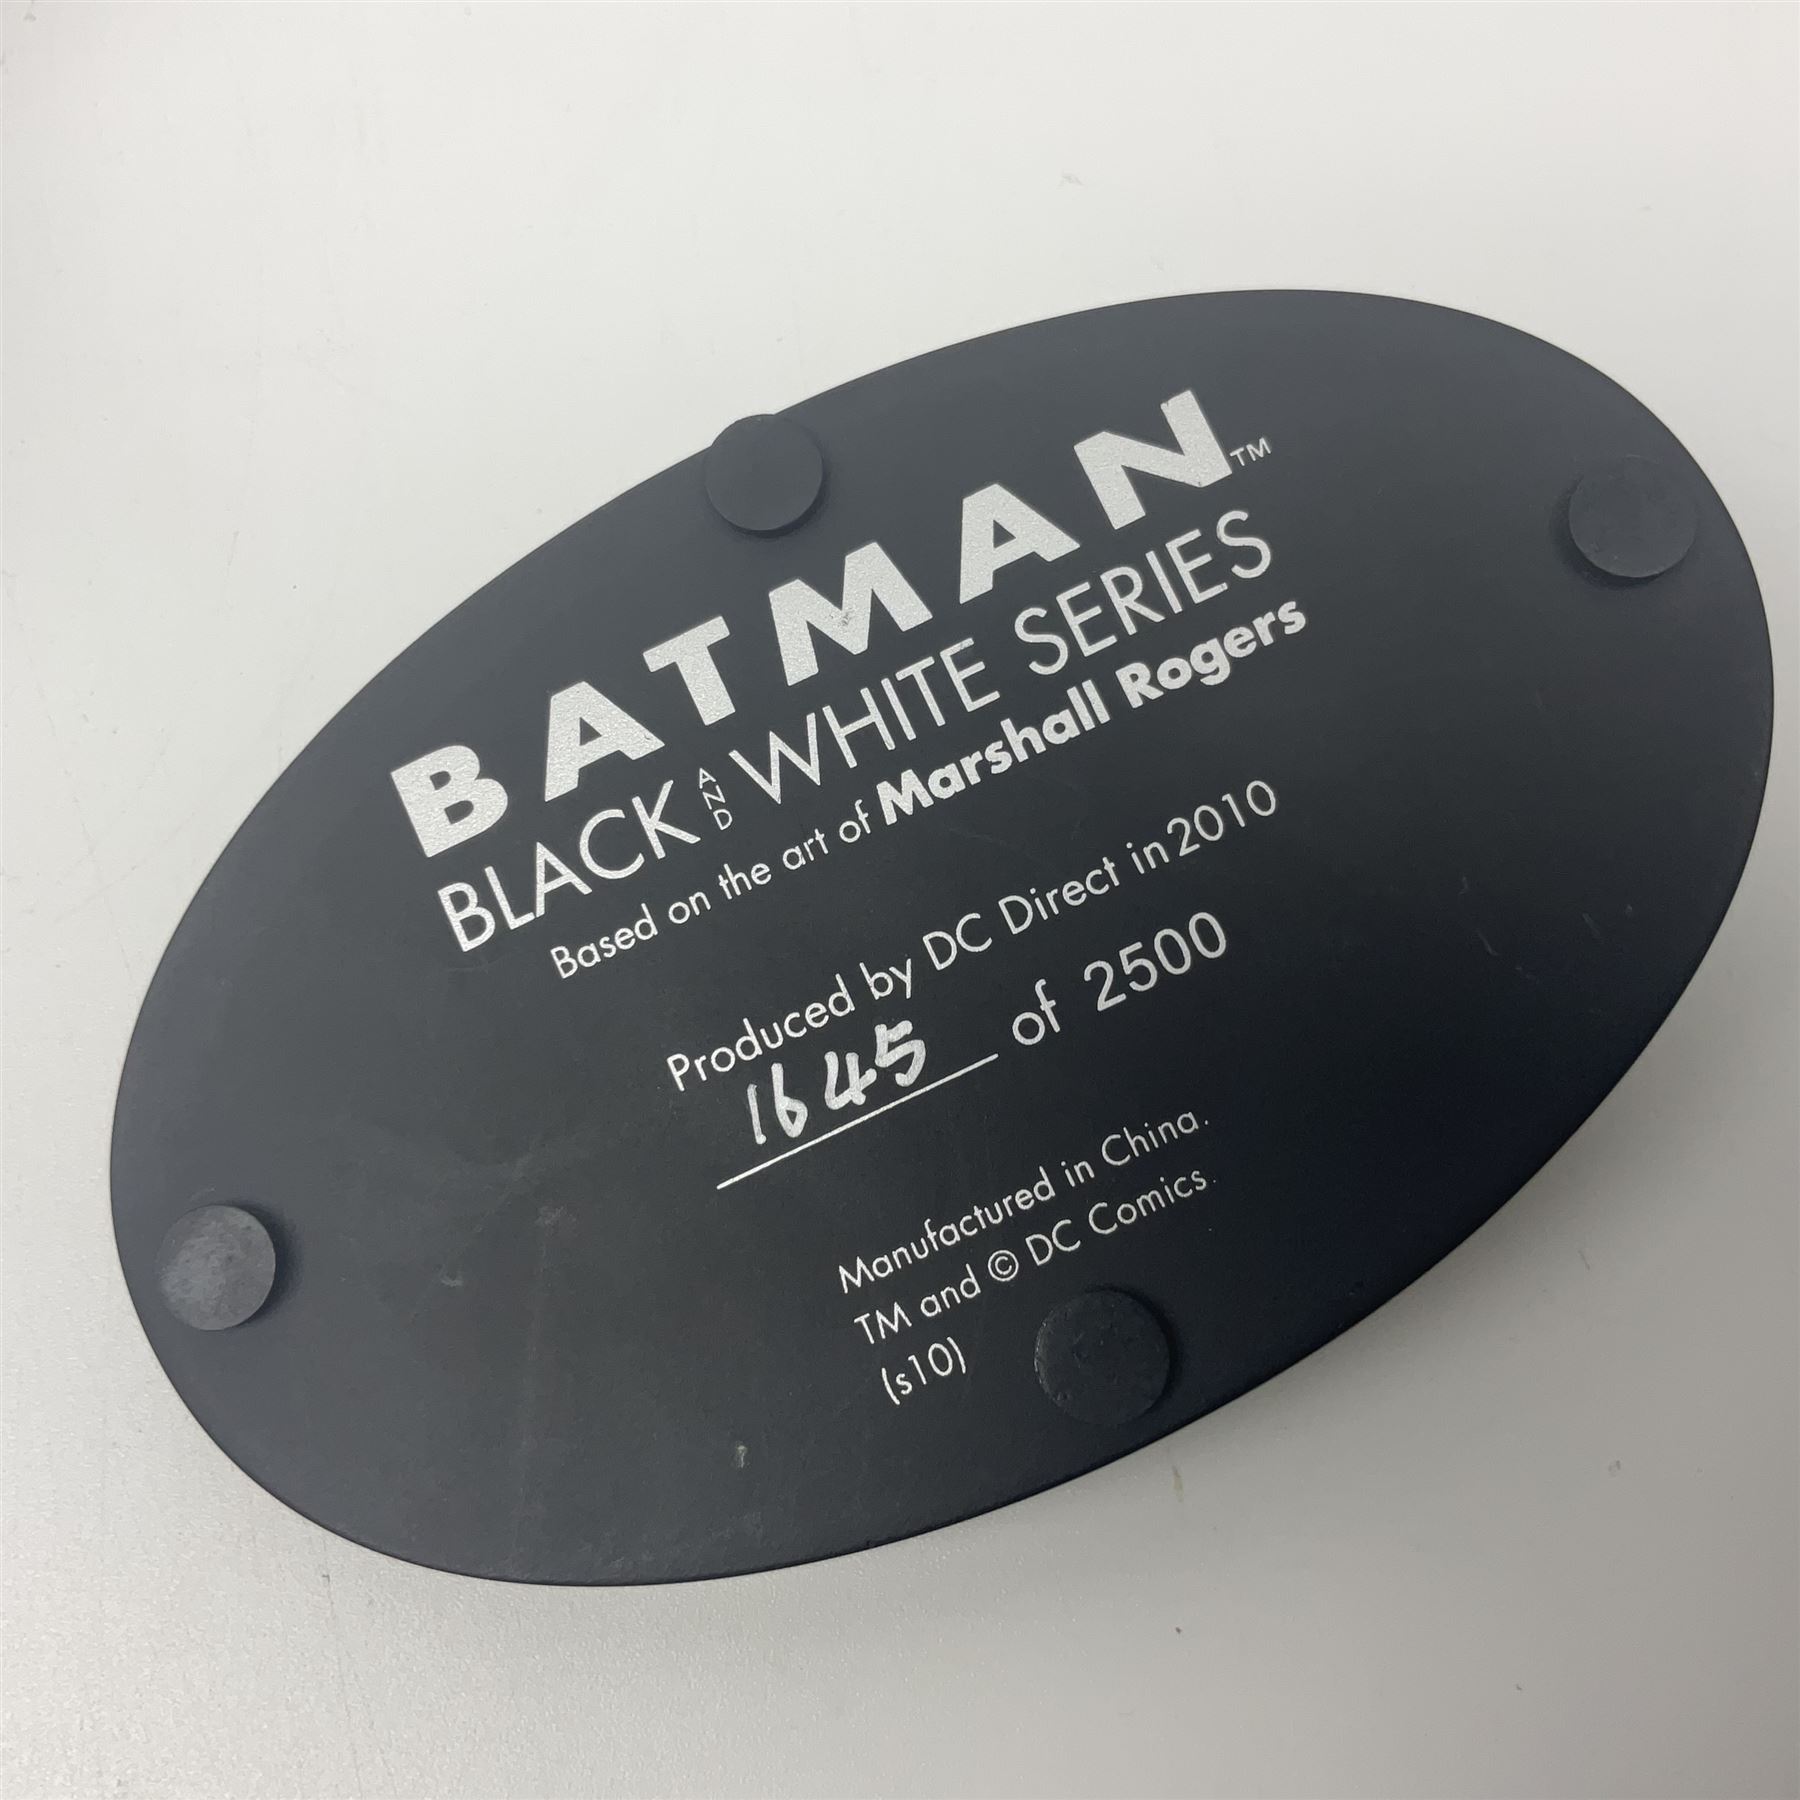 BATMAN™
BLACK AND WHITE SERIES
Based on the art of Marshall Rogers
Produced by DC Direct in 2010
1645 of 2500
Manufactured in China.
TM and © DC Comics.
(s10)